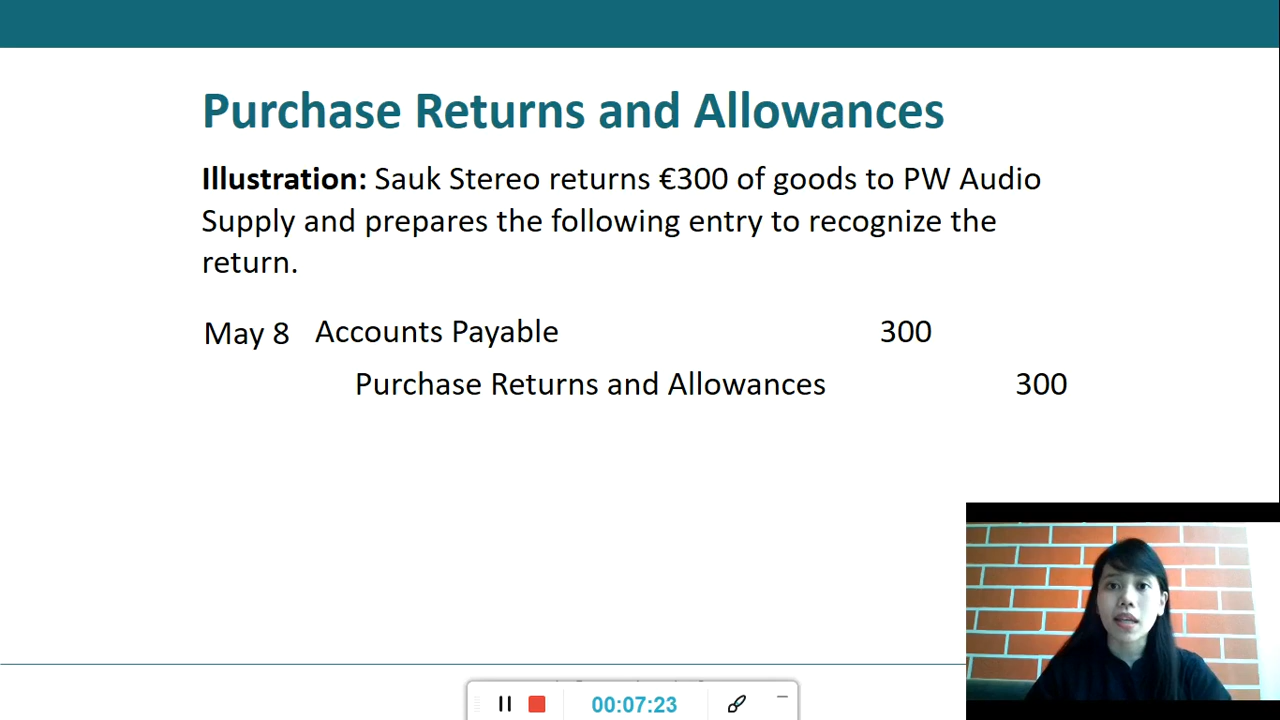 Purchase Returns and Allowances
Illustration: Sauk Stereo returns €300 of goods to PW Audio
Supply and prepares the following entry to recognize the
return.
May 8 Accounts Payable 300
Purchase Returns and Allowances 300
00:07:23